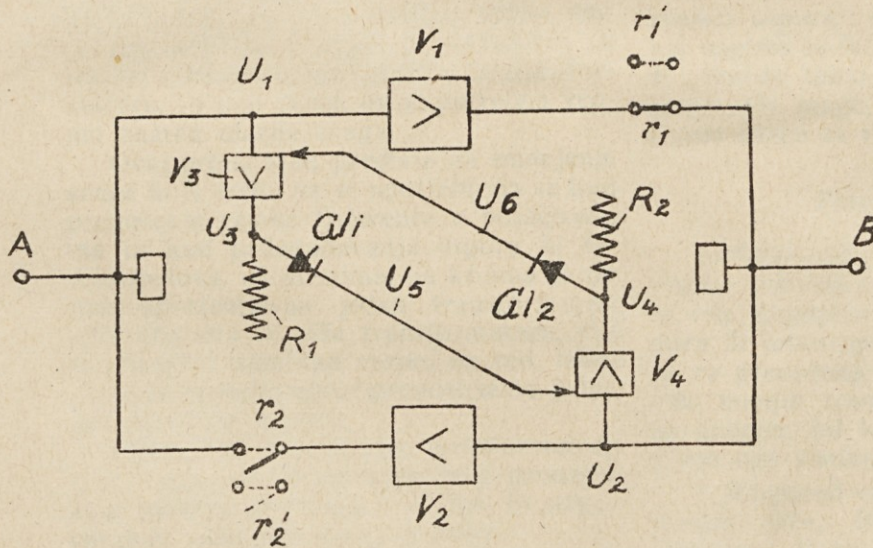 r₁'
V₁
U₁
r₁
V₃
U₆
R₂
U₃
Gl₁
A
B
U₅
Gl₂
U₄
R₁
V₄
r₂
V₂
U₂
r₂'